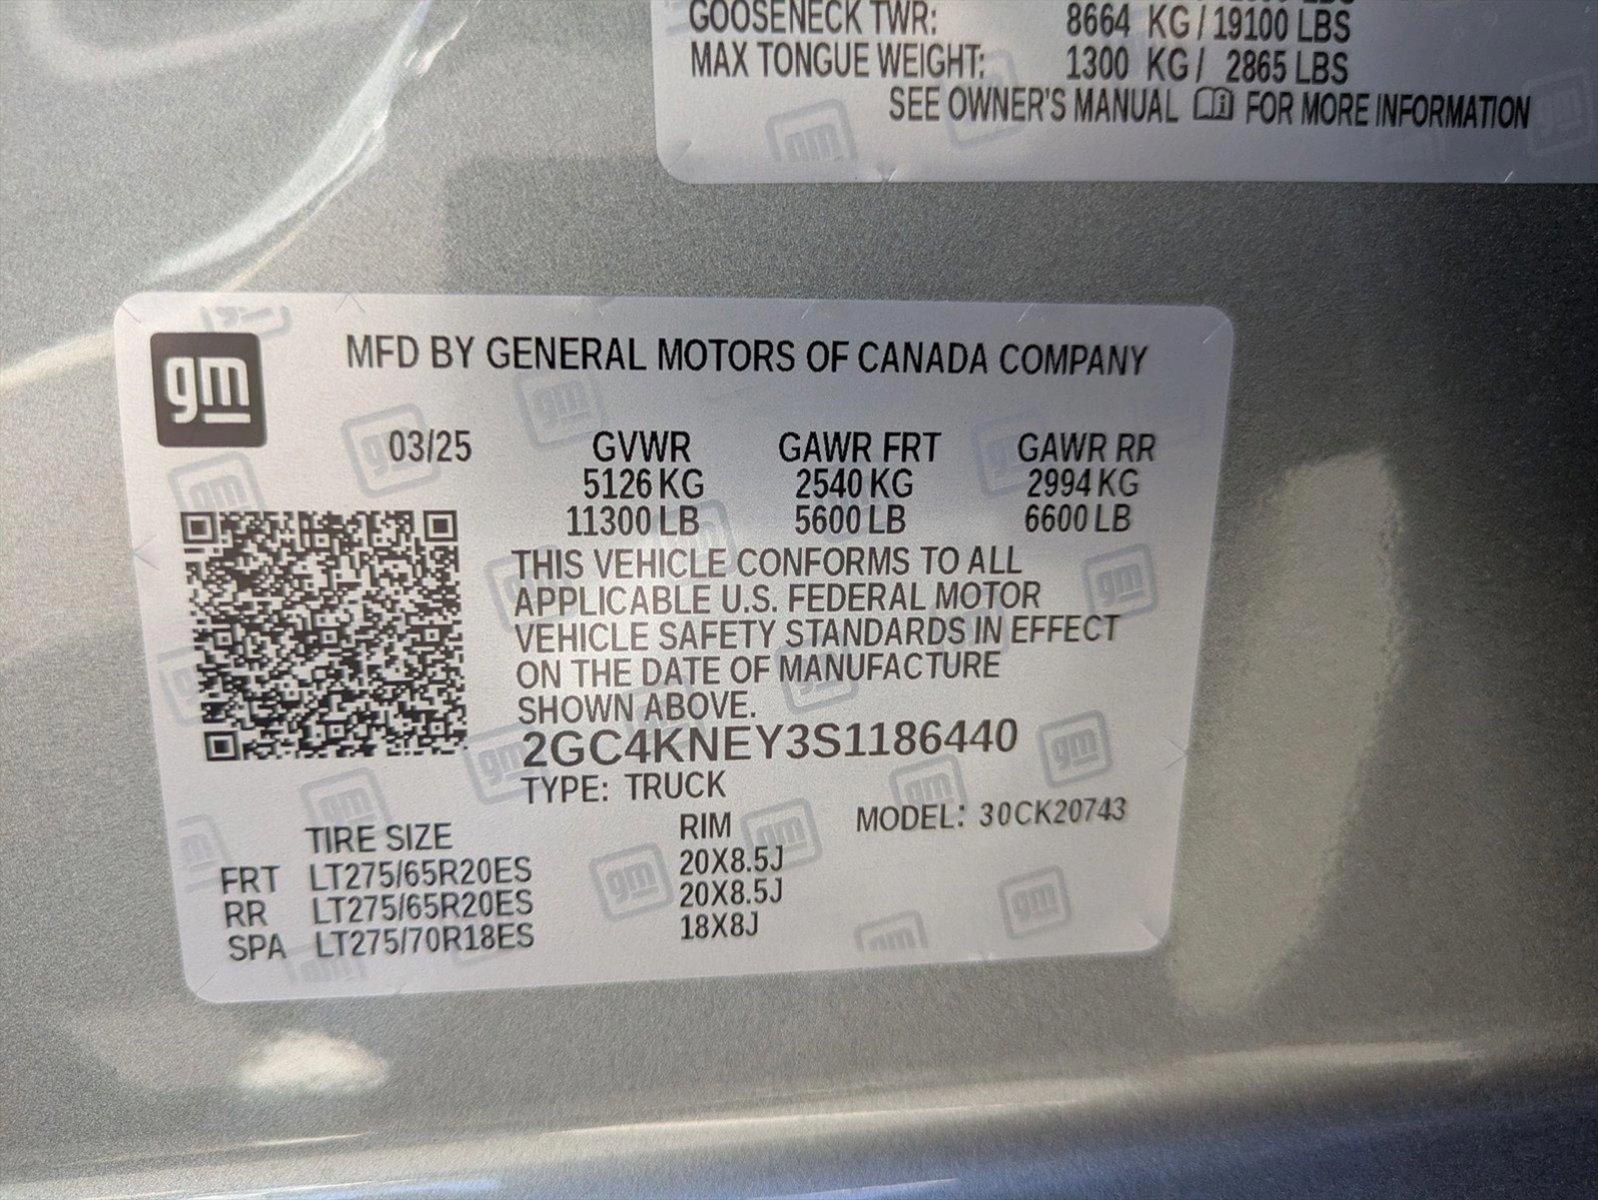 GOOSENECK TWR: 8664 KG / 19100 LBS
MAX TONGUE WEIGHT: 1300 KG / 2865 LBS
SEE OWNER'S MANUAL FOR MORE INFORMATION
gm MFD BY GENERAL MOTORS OF CANADA COMPANY
03/25 GVWR GAWR FRT GAWR RR
5126 KG 2540 KG 2994 KG
11300 LB 5600 LB 6600 LB
THIS VEHICLE CONFORMS TO ALL
APPLICABLE U.S. FEDERAL MOTOR
VEHICLE SAFETY STANDARDS IN EFFECT
ON THE DATE OF MANUFACTURE
SHOWN ABOVE.
2GC4KNEY3S1186440
TYPE: TRUCK
TIRE SIZE RIM MODEL: 30CK20743
FRT LT275/65R20ES 20X8.5J
RR LT275/65R20ES 20X8.5J
SPA LT275/70R18ES 18X8J